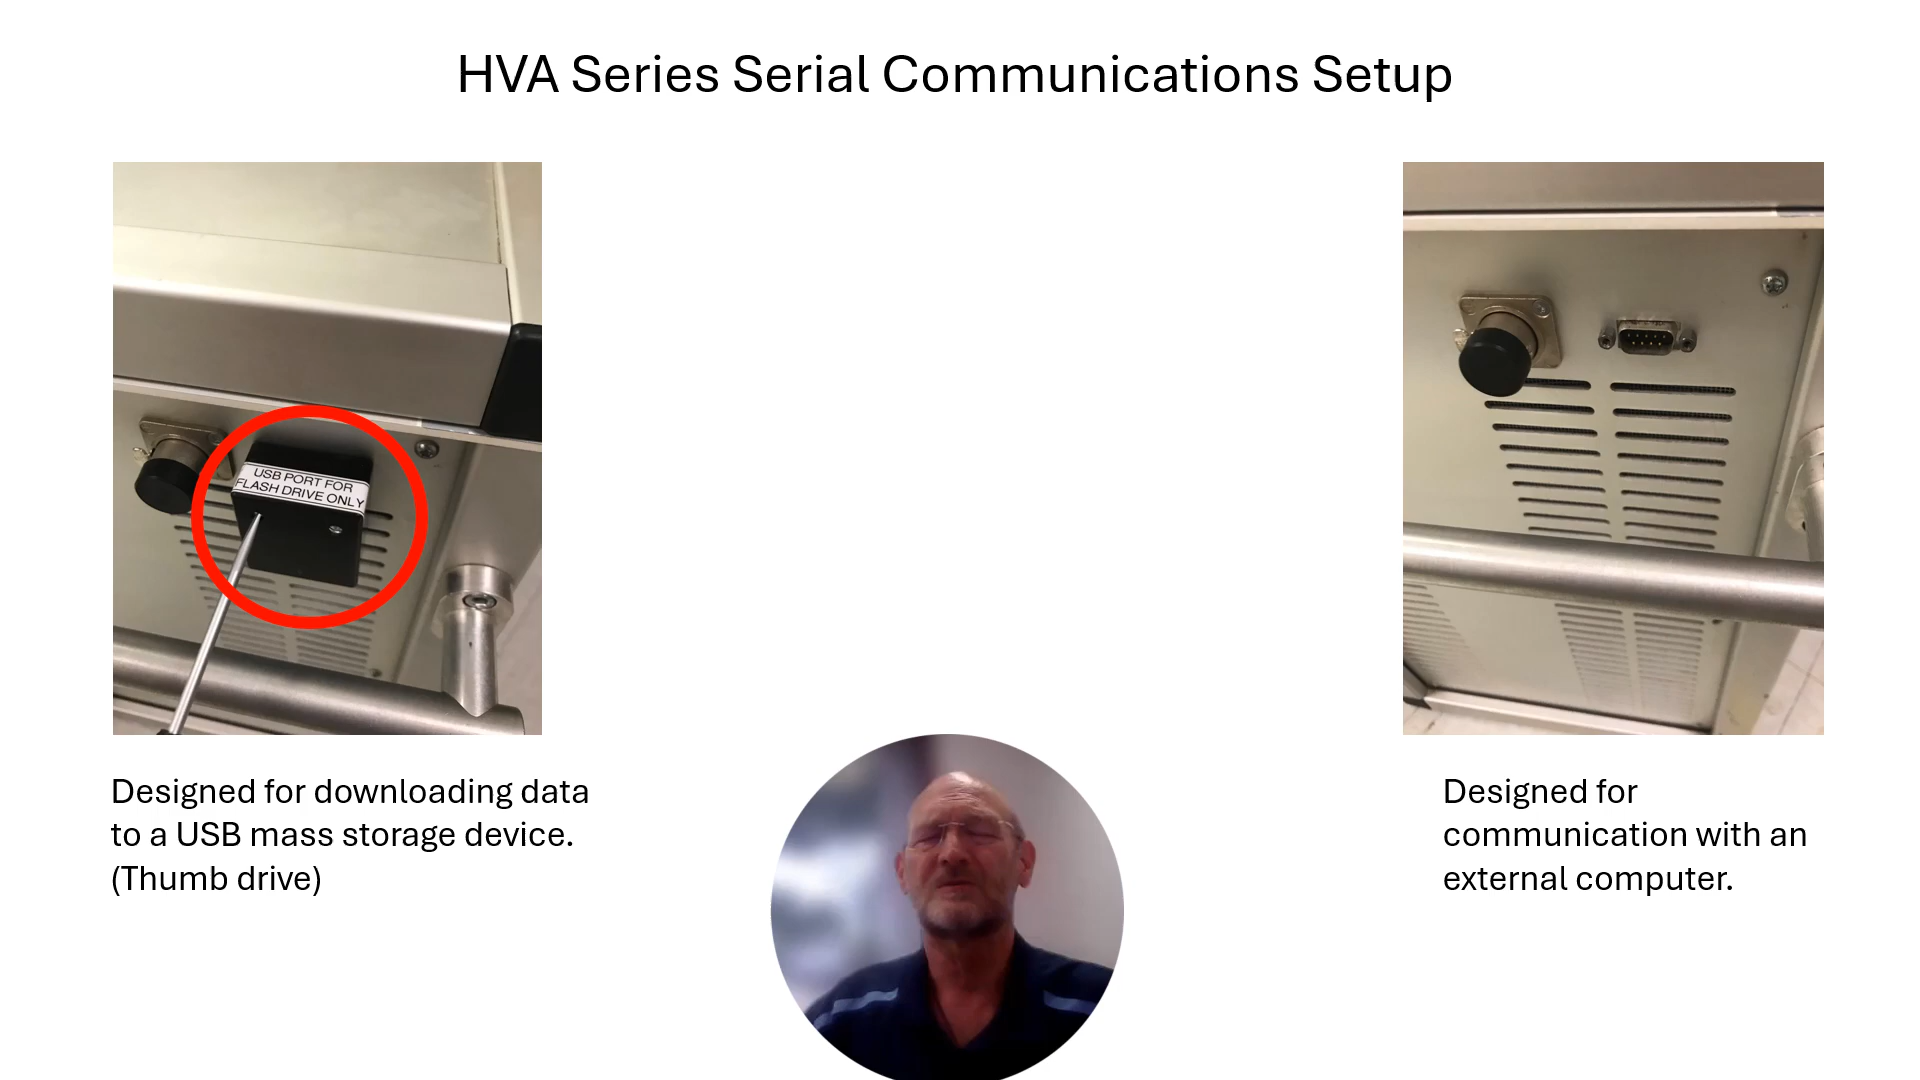 HVA Series Serial Communications Setup
USB PORT FOR
FLASH DRIVE ONLY
Designed for downloading data
to a USB mass storage device.
(Thumb drive)
Designed for
communication with an
external computer.